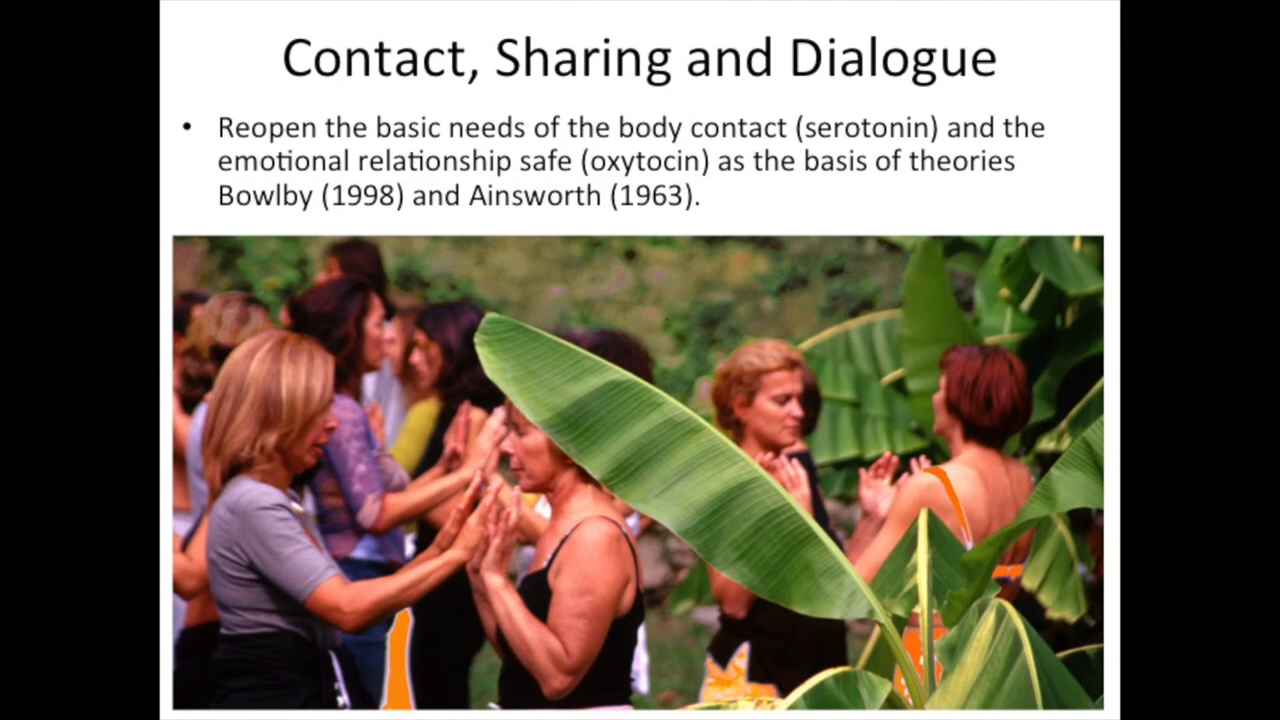 Contact, Sharing and Dialogue
• Reopen the basic needs of the body contact (serotonin) and the
emotional relationship safe (oxytocin) as the basis of theories
Bowlby (1998) and Ainsworth (1963).